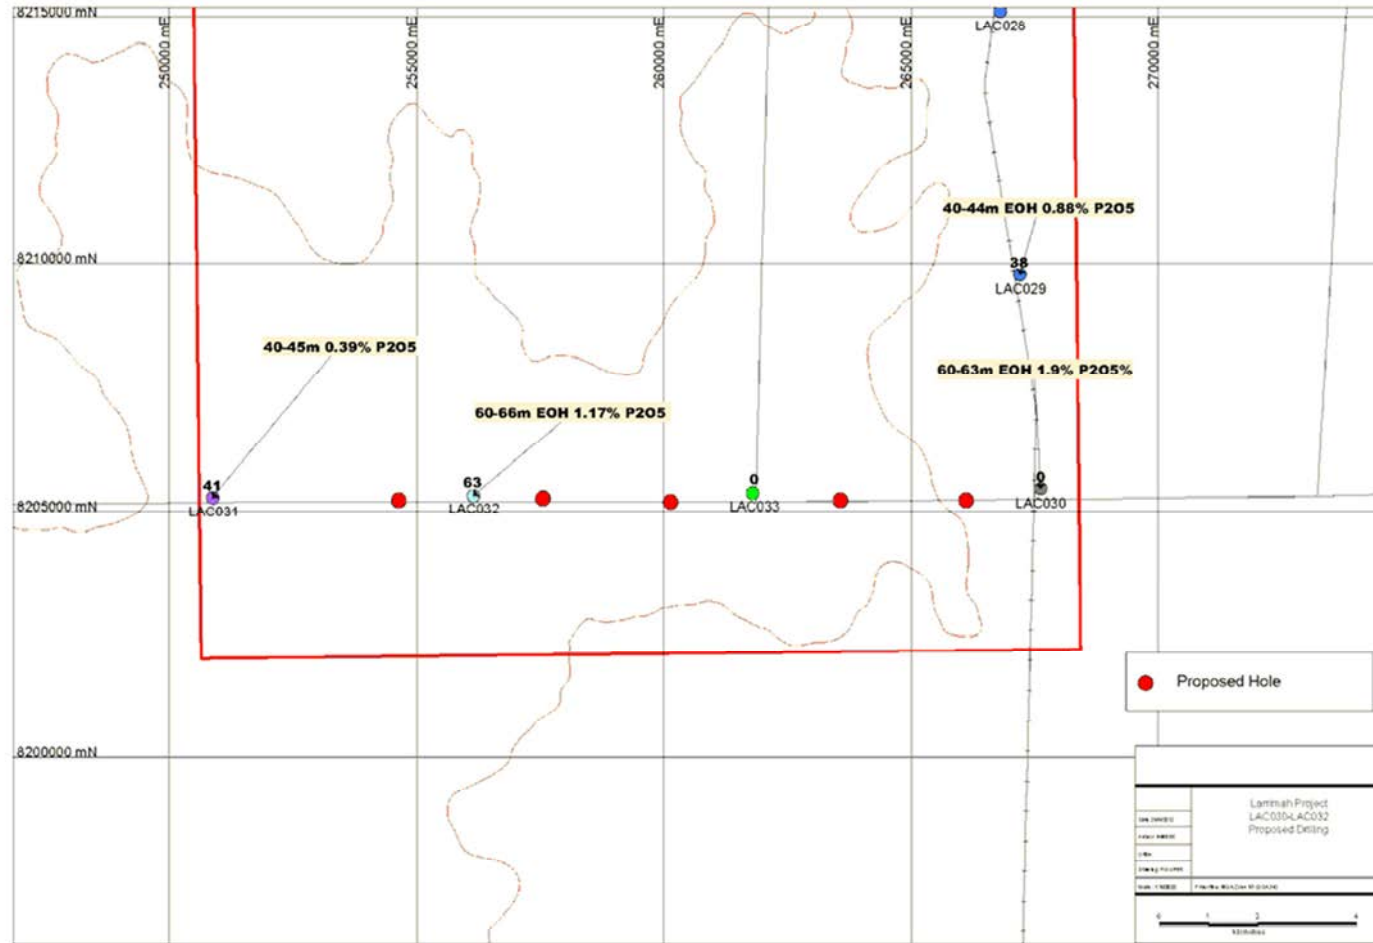 8215000 mN
250000 mE
255000 mE
260000 mE
265000 mE
270000 mE
LAC028
40-44m EOH 0.88% P2O5
8210000 mN
38
LAC029
40-45m 0.39% P2O5
60-63m EOH 1.9% P2O5%
60-66m EOH 1.17% P2O5
41
63
0
0
8205000 mN
LAC031
LAC032
LAC033
LAC030
Proposed Hole
8200000 mN
Lammah Project
LAC030-LAC032
Proposed Drilling
0
1
2
4
kilometres